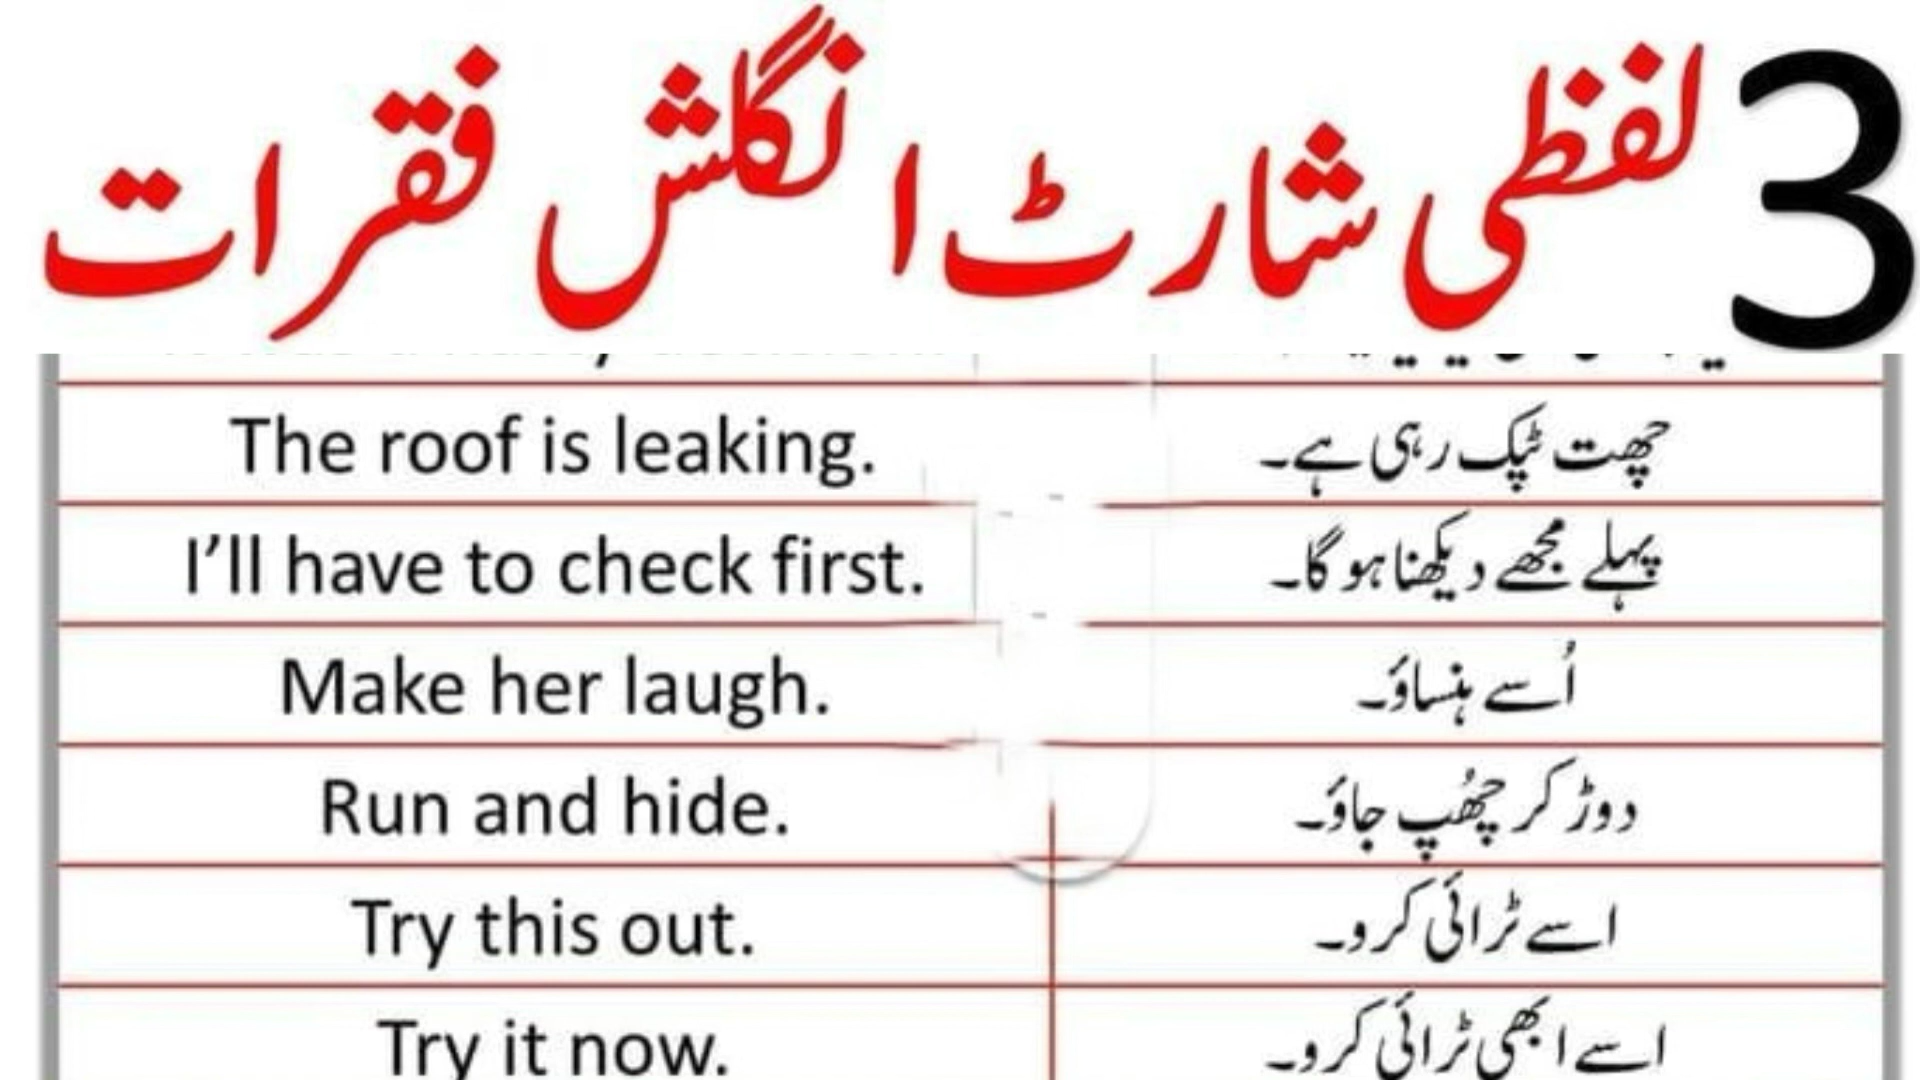 3 لفظی شارٹ انگلش فقرات
The roof is leaking. چھت ٹپک رہی ہے۔
I’ll have to check first. پہلے مجھے دیکھنا ہو گا۔
Make her laugh. اُسے ہنساؤ۔
Run and hide. دوڑ کر چھُپ جاؤ۔
Try this out. اسے ٹرائی کرو۔
Try it now. اسے ابھی ٹرائی کرو۔